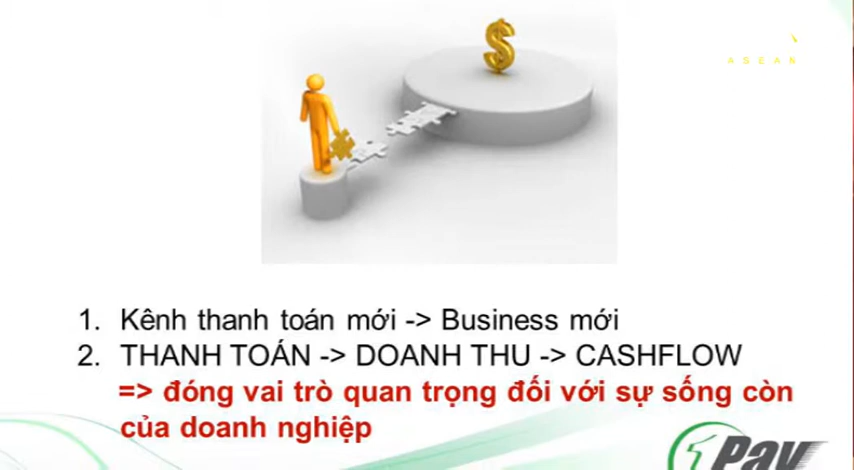 ASEAN
1. Kênh thanh toán mới -> Business mới
2. THANH TOÁN -> DOANH THU -> CASHFLOW
=> đóng vai trò quan trọng đối với sự sống còn
của doanh nghiệp
1Pay